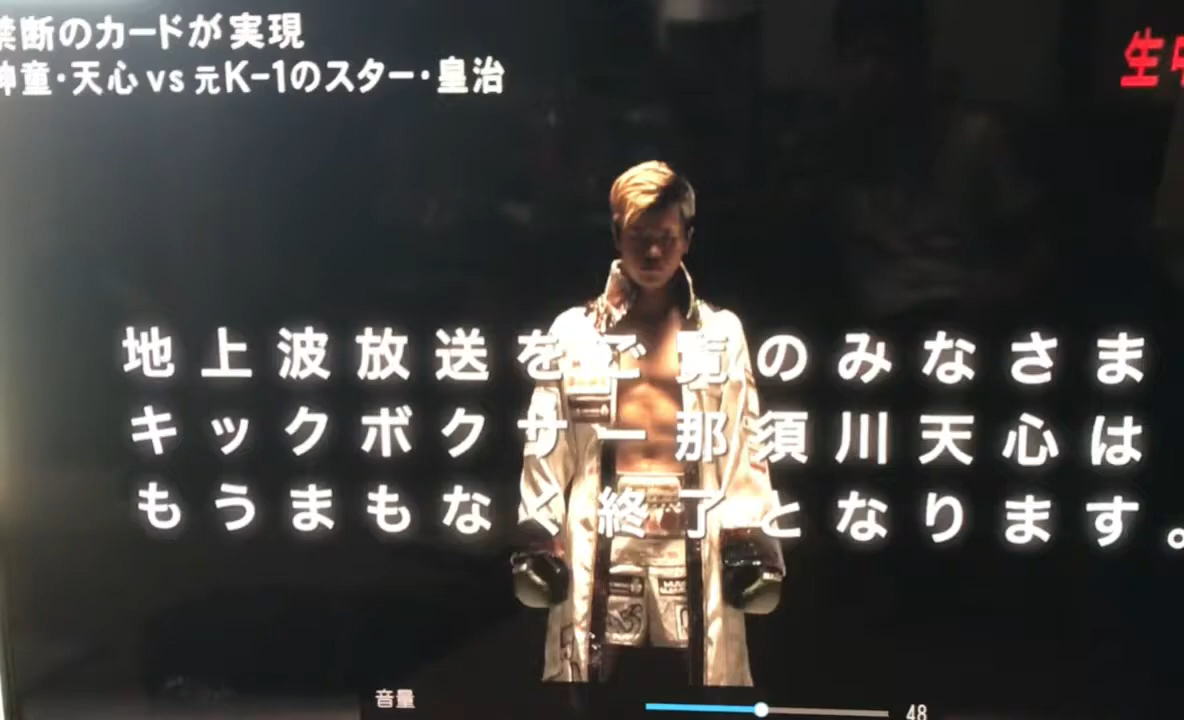 禁断のカードが実現
神童・天心 vs 元K-1のスター・皇治
生中
地上波放送をご覧のみなさま
キックボクサー那須川天心は
もうまもなく終了となります。
音量
48